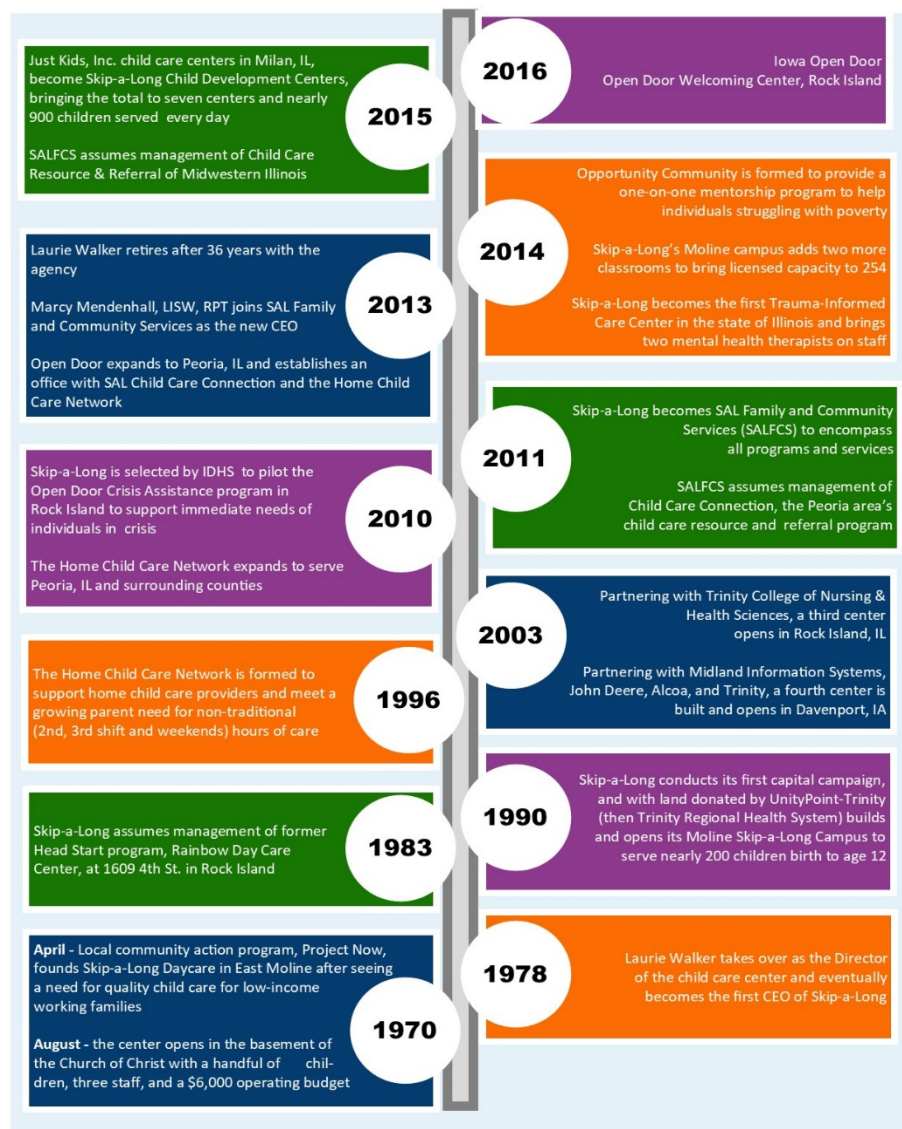 Just Kids, Inc. child care centers in Milan, IL,
become Skip-a-Long Child Development Centers,
bringing the total to seven centers and nearly
900 children served every day
SALFCS assumes management of Child Care
Resource & Referral of Midwestern Illinois
2015
2016
Iowa Open Door
Open Door Welcoming Center, Rock Island
Opportunity Community is formed to provide a
one-on-one mentorship program to help
individuals struggling with poverty
Skip-a-Long's Moline campus adds two more
classrooms to bring licensed capacity to 254
Skip-a-Long becomes the first Trauma-Informed
Care Center in the state of Illinois and brings
two mental health therapists on staff
2014
Laurie Walker retires after 36 years with the
agency
Marcy Mendenhall, LISW, RPT joins SAL Family
and Community Services as the new CEO
Open Door expands to Peoria, IL and establishes an
office with SAL Child Care Connection and the Home Child
Care Network
2013
Skip-a-Long becomes SAL Family and Community
Services (SALFCS) to encompass
all programs and services
SALFCS assumes management of
Child Care Connection, the Peoria area's
child care resource and referral program
2011
Skip-a-Long is selected by IDHS to pilot the
Open Door Crisis Assistance program in
Rock Island to support immediate needs of
individuals in crisis
The Home Child Care Network expands to serve
Peoria, IL and surrounding counties
2010
Partnering with Trinity College of Nursing &
Health Sciences, a third center
opens in Rock Island, IL
Partnering with Midland Information Systems,
John Deere, Alcoa, and Trinity, a fourth center is
built and opens in Davenport, IA
2003
The Home Child Care Network is formed to
support home child care providers and meet a
growing parent need for non-traditional
(2nd, 3rd shift and weekends) hours of care
1996
Skip-a-Long conducts its first capital campaign,
and with land donated by UnityPoint-Trinity
(then Trinity Regional Health System) builds
and opens its Moline Skip-a-Long Campus to
serve nearly 200 children birth to age 12
1990
Skip-a-Long assumes management of former
Head Start program, Rainbow Day Care
Center, at 1609 4th St. in Rock Island
1983
Laurie Walker takes over as the Director
of the child care center and eventually
becomes the first CEO of Skip-a-Long
1978
April - Local community action program, Project Now,
founds Skip-a-Long Daycare in East Moline after seeing
a need for quality child care for low-income
working families
August - the center opens in the basement of
the Church of Christ with a handful of chil-
dren, three staff, and a $6,000 operating budget
1970